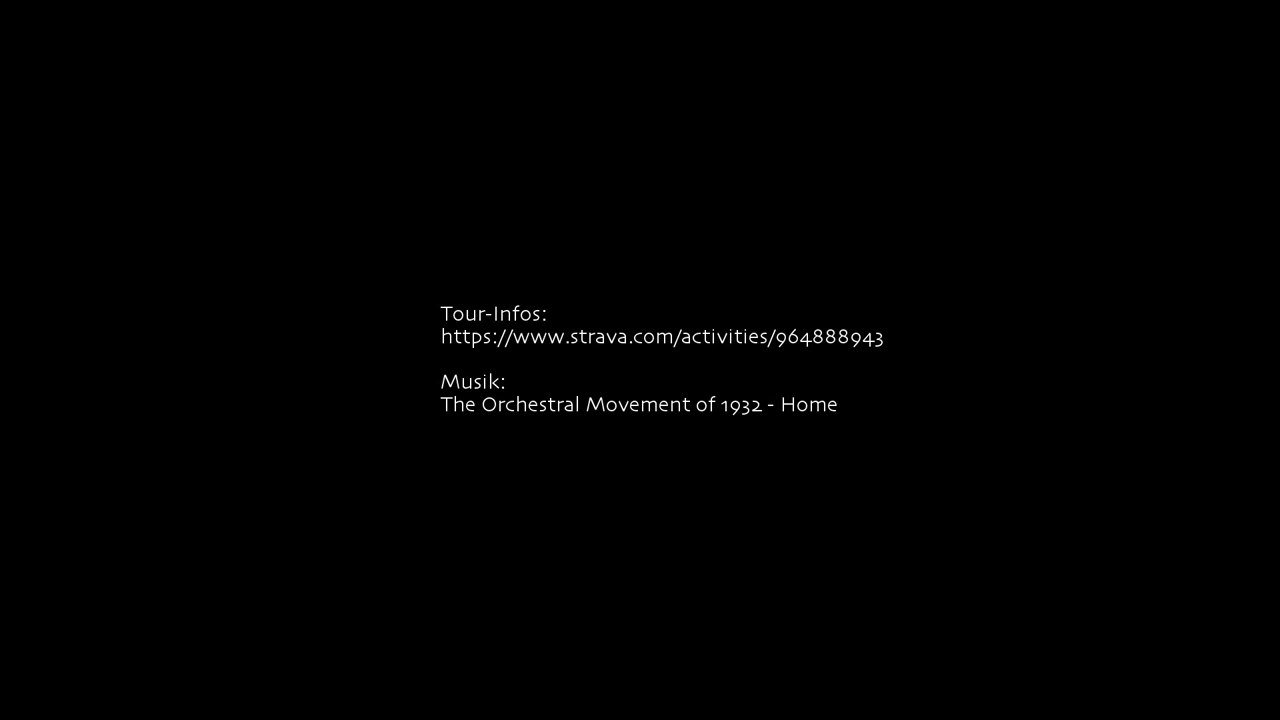 Tour-Infos:
https://www.strava.com/activities/964888943
Musik:
The Orchestral Movement of 1932 - Home